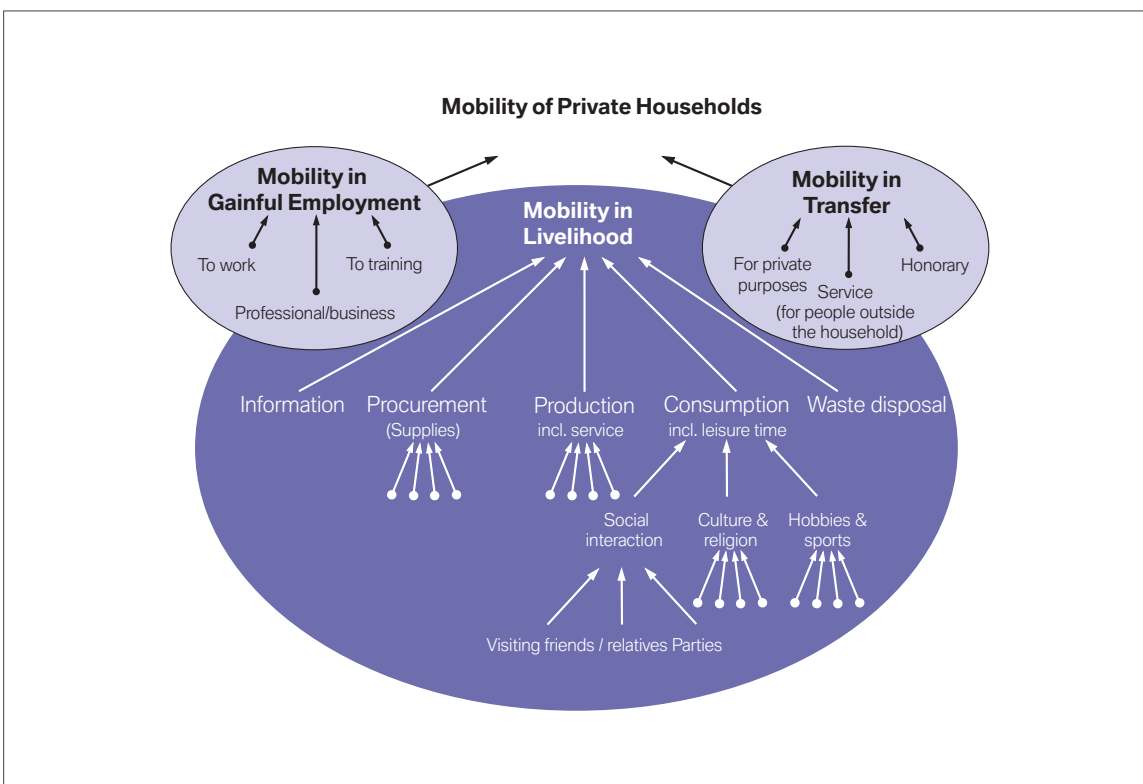 Mobility of Private Households
Mobility in
Gainful Employment
To work
To training
Professional/business
Mobility in
Livelihood
Mobility in
Transfer
For private
purposes
Honorary
Service
(for people outside
the household)
Information
Procurement
(Supplies)
Production
incl. service
Consumption
incl. leisure time
Waste disposal
Social
interaction
Culture &
religion
Hobbies &
sports
Visiting friends / relatives Parties